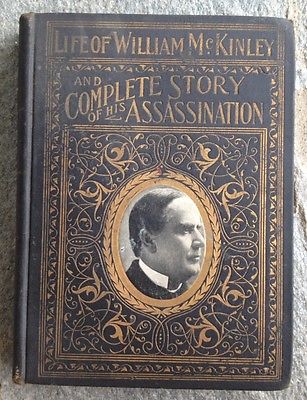 LIFE OF WILLIAM MCKINLEY
AND
COMPLETE STORY
OF HIS ASSASSINATION